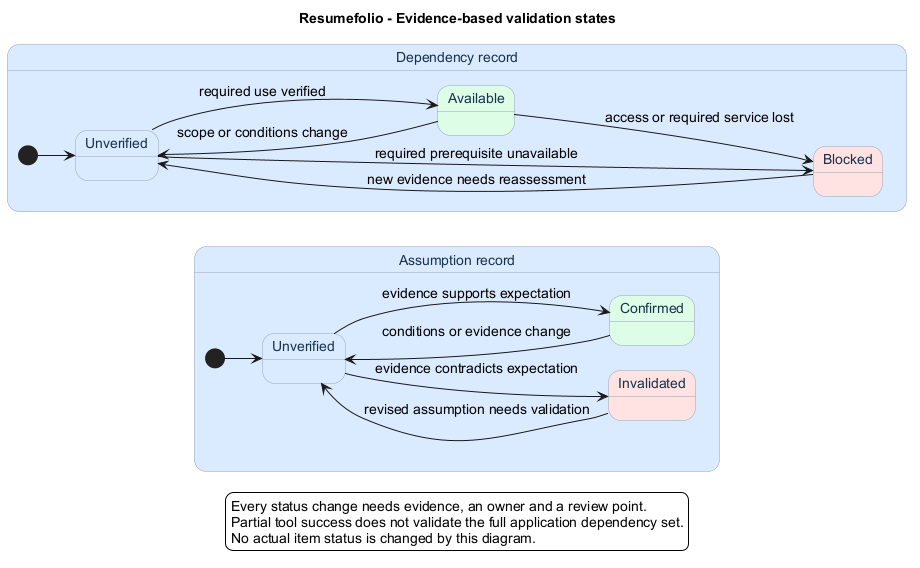 Resumefolio - Evidence-based validation states
Dependency record
required use verified
Available
access or required service lost
scope or conditions change
Unverified
required prerequisite unavailable
Blocked
new evidence needs reassessment
Assumption record
evidence supports expectation
Confirmed
conditions or evidence change
Unverified
evidence contradicts expectation
Invalidated
revised assumption needs validation
Every status change needs evidence, an owner and a review point.
Partial tool success does not validate the full application dependency set.
No actual item status is changed by this diagram.